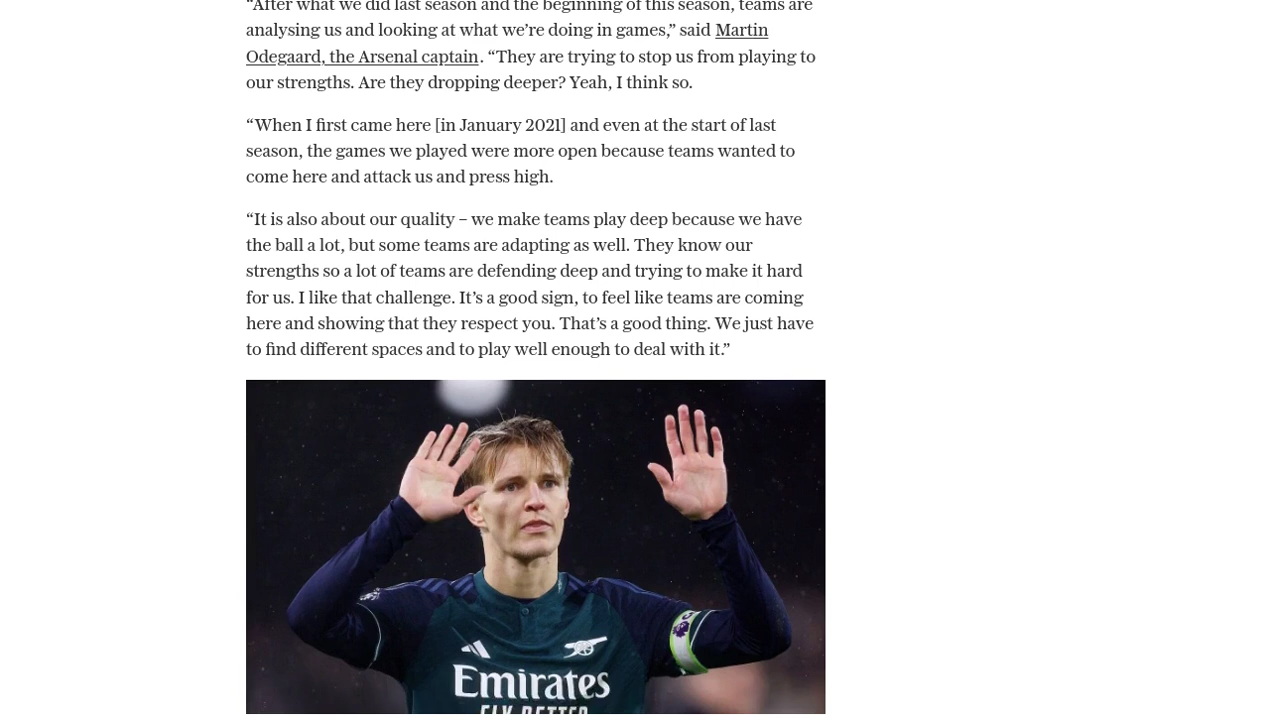 “After what we did last season and the beginning of this season, teams are
analysing us and looking at what we’re doing in games,” said Martin
Odegaard, the Arsenal captain. “They are trying to stop us from playing to
our strengths. Are they dropping deeper? Yeah, I think so.
“When I first came here [in January 2021] and even at the start of last
season, the games we played were more open because teams wanted to
come here and attack us and press high.
“It is also about our quality – we make teams play deep because we have
the ball a lot, but some teams are adapting as well. They know our
strengths so a lot of teams are defending deep and trying to make it hard
for us. I like that challenge. It’s a good sign, to feel like teams are coming
here and showing that they respect you. That’s a good thing. We just have
to find different spaces and to play well enough to deal with it.”
Emirates
FLY BETTER